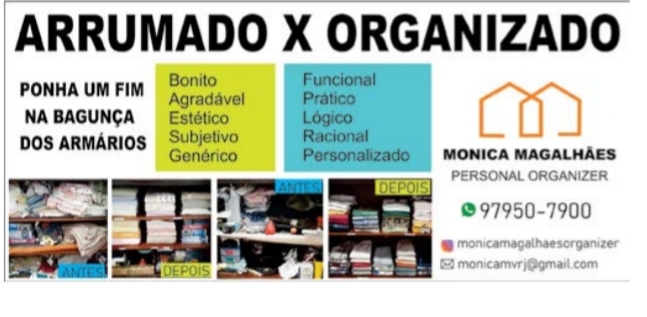 ARRUMADO X ORGANIZADO
PONHA UM FIM
NA BAGUNÇA
DOS ARMÁRIOS
Bonito
Agradável
Estético
Subjetivo
Genérico
Funcional
Prático
Lógico
Racional
Personalizado
MONICA MAGALHÃES
PERSONAL ORGANIZER
97950-7900
monicamagalhaesorganizer
monicamvrj@gmail.com
ANTES
DEPOIS
ANTES
DEPOIS